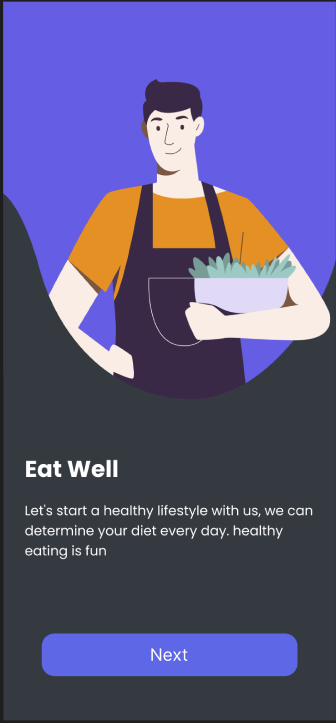 Eat Well
Let's start a healthy lifestyle with us, we can
determine your diet every day. healthy
eating is fun
Next